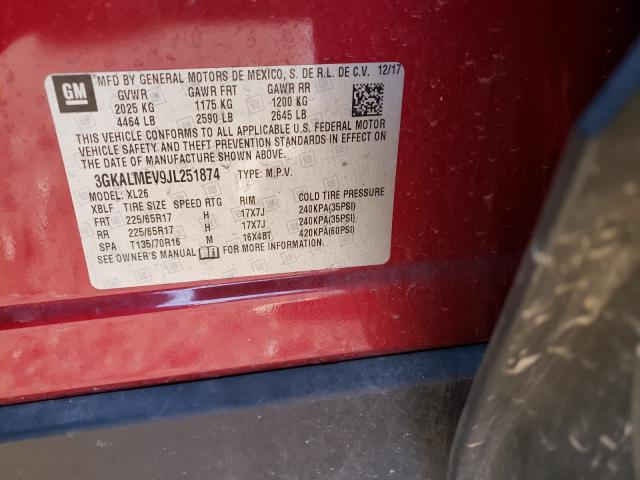 GM
MFD BY GENERAL MOTORS DE MEXICO, S. DE R.L. DE C.V. 12/17
GVWR GAWR FRT GAWR RR
2025 KG 1175 KG 1200 KG
4464 LB 2590 LB 2645 LB
THIS VEHICLE CONFORMS TO ALL APPLICABLE U.S. FEDERAL MOTOR
VEHICLE SAFETY, AND THEFT PREVENTION STANDARDS IN EFFECT ON
THE DATE OF MANUFACTURE SHOWN ABOVE.
3GKALMEV9JL251874 TYPE: M.P.V.
MODEL: XL26
XBLF TIRE SIZE SPEED RTG RIM COLD TIRE PRESSURE
FRT 225/65R17 H 17X7J 240KPA(35PSI)
RR 225/65R17 H 17X7J 240KPA(35PSI)
SPA T135/70R16 M 16X4BT 420KPA(60PSI)
SEE OWNER'S MANUAL FOR MORE INFORMATION.